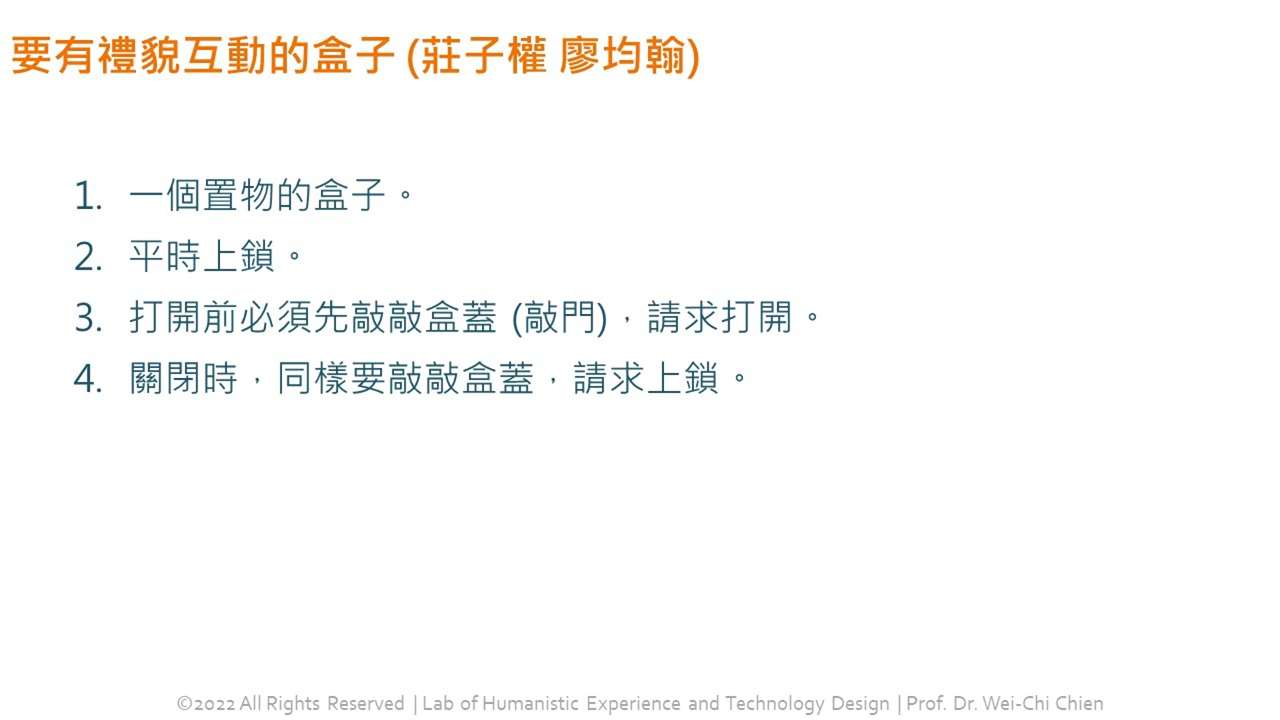 要有禮貌互動的盒子 (莊子權 廖均翰)
1. 一個置物的盒子。
2. 平時上鎖。
3. 打開前必須先敲敲盒蓋 (敲門)，請求打開。
4. 關閉時，同樣要敲敲盒蓋，請求上鎖。
©2022 All Rights Reserved | Lab of Humanistic Experience and Technology Design | Prof. Dr. Wei-Chi Chien